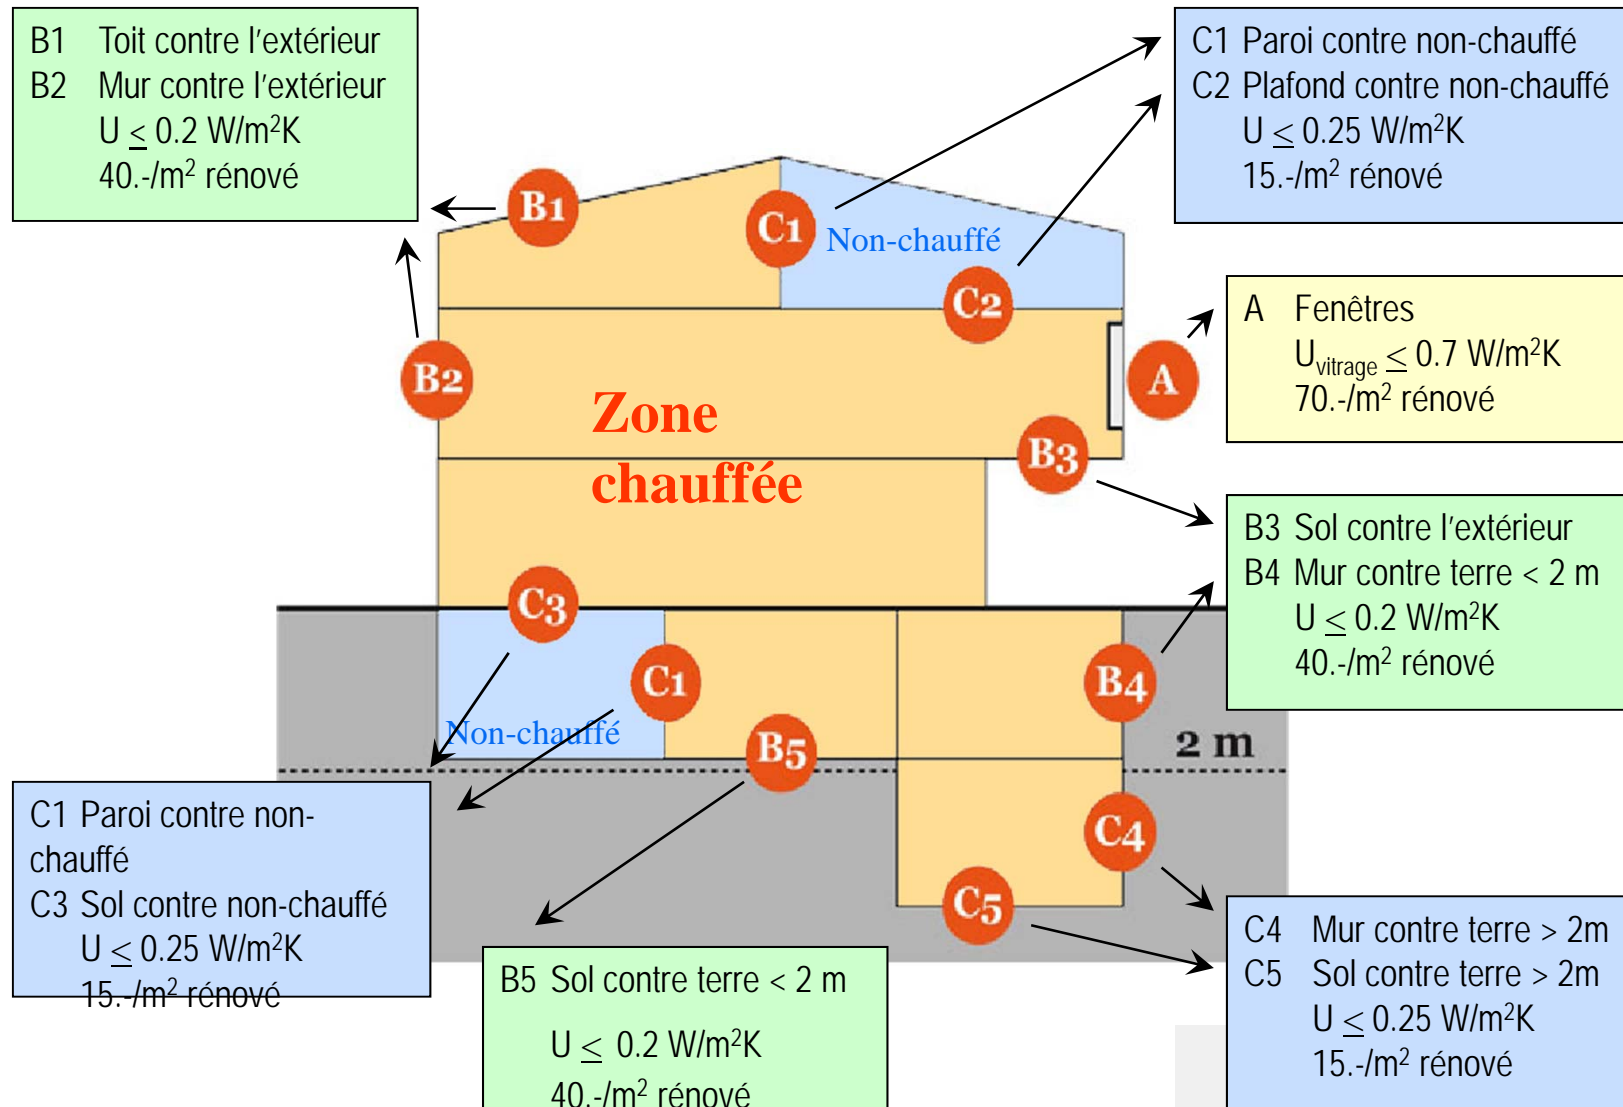 B1 Toit contre l'extérieur
B2 Mur contre l'extérieur
U ≤ 0.2 W/m²K
40.-/m² rénové
C1 Paroi contre non-chauffé
C2 Plafond contre non-chauffé
U ≤ 0.25 W/m²K
15.-/m² rénové
B1
C1
Non-chauffé
C2
A Fenêtres
U_vitrage ≤ 0.7 W/m²K
70.-/m² rénové
B2
A
Zone
chauffée
B3
B3 Sol contre l'extérieur
B4 Mur contre terre < 2 m
U ≤ 0.2 W/m²K
40.-/m² rénové
C3
C1
B4
Non-chauffé
B5
2 m
C1 Paroi contre non-
chauffé
C3 Sol contre non-chauffé
U ≤ 0.25 W/m²K
15.-/m² rénové
C4
C5
B5 Sol contre terre < 2 m
U ≤ 0.2 W/m²K
40.-/m² rénové
C4 Mur contre terre > 2m
C5 Sol contre terre > 2m
U ≤ 0.25 W/m²K
15.-/m² rénové